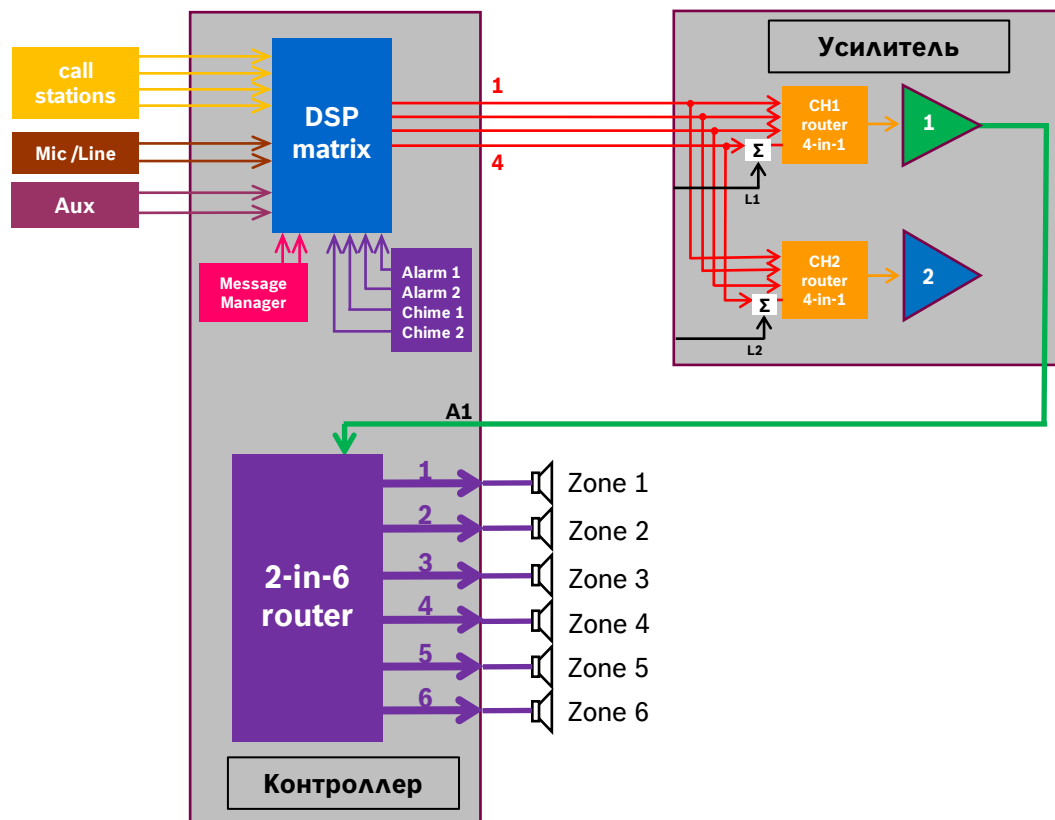 Усилитель
call
stations
DSP
matrix
1
4
CH1
router
4-in-1
1
Σ
L1
Mic /Line
Aux
Message
Manager
Alarm 1
Alarm 2
Chime 1
Chime 2
CH2
router
4-in-1
2
Σ
L2
A1
2-in-6
router
1
Zone 1
2
Zone 2
3
Zone 3
4
Zone 4
5
Zone 5
6
Zone 6
Контроллер